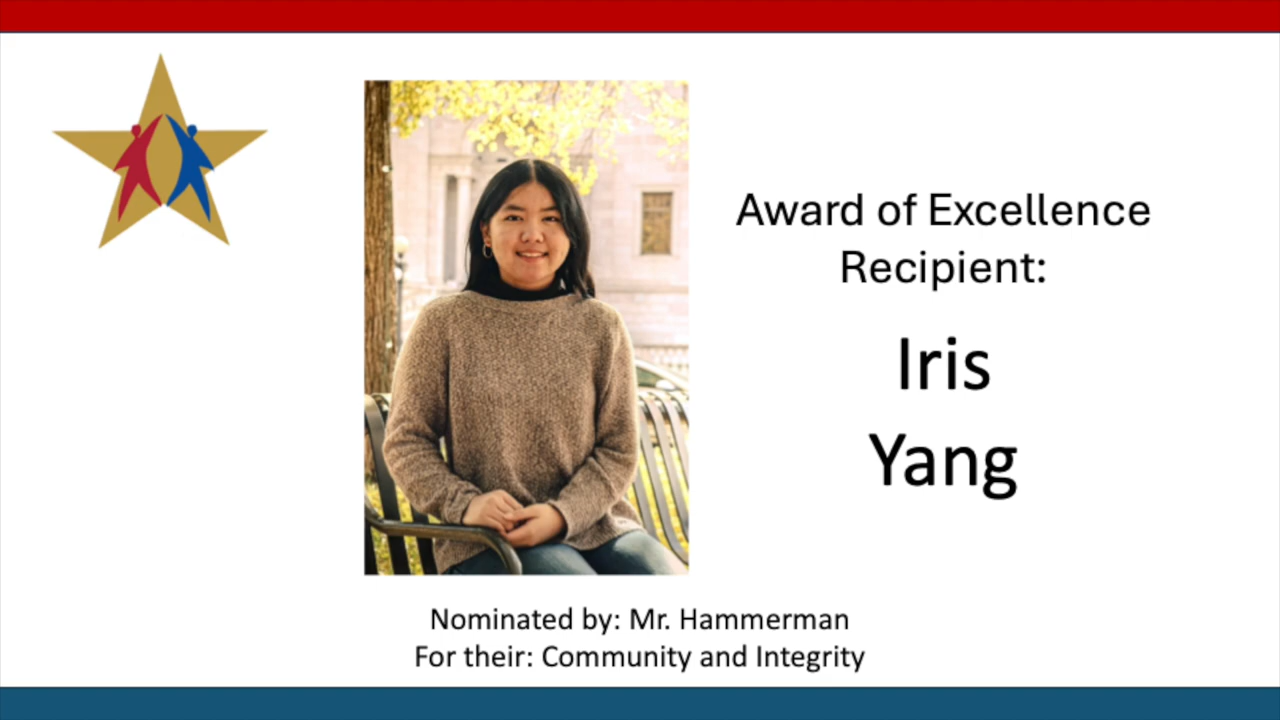 Award of Excellence
Recipient:
Iris
Yang
Nominated by: Mr. Hammerman
For their: Community and Integrity